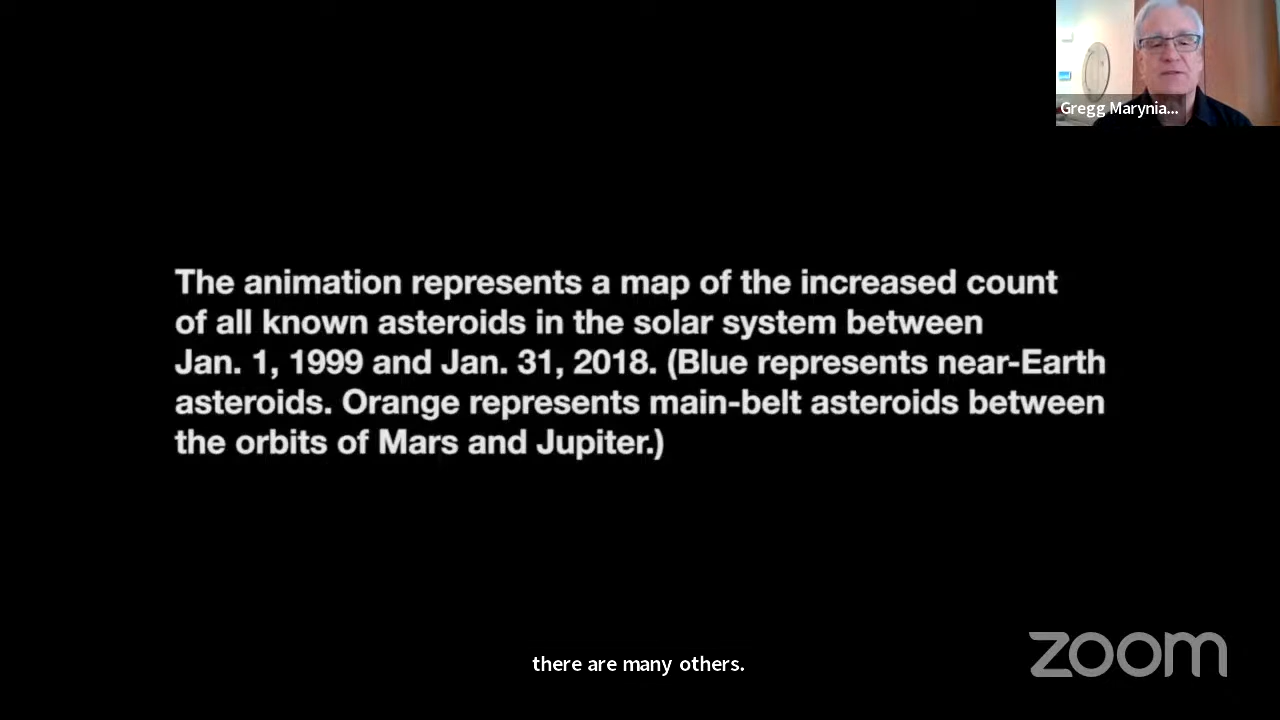 Gregg Marynia...
The animation represents a map of the increased count
of all known asteroids in the solar system between
Jan. 1, 1999 and Jan. 31, 2018. (Blue represents near-Earth
asteroids. Orange represents main-belt asteroids between
the orbits of Mars and Jupiter.)
there are many others.
zoom